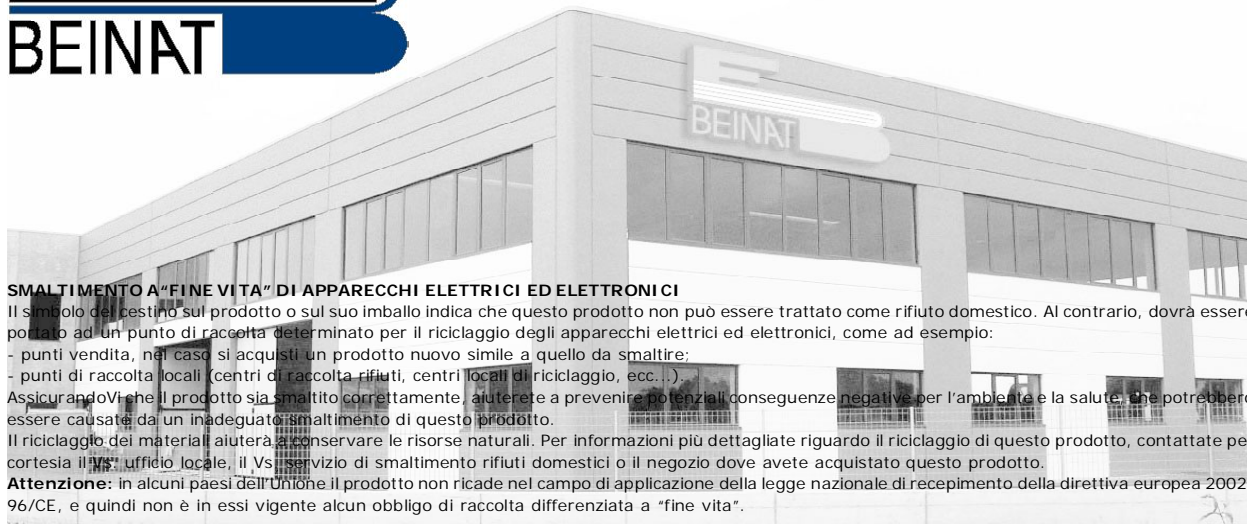 BEINAT
BEINAT
SMALTIMENTO A “FINE VITA” DI APPARECCHI ELETTRICI ED ELETTRONICI
Il simbolo del cestino sul prodotto o sul suo imballo indica che questo prodotto non può essere trattato come rifiuto domestico. Al contrario, dovrà essere
portato ad un punto di raccolta determinato per il riciclaggio degli apparecchi elettrici ed elettronici, come ad esempio:
- punti vendita, nel caso si acquisti un prodotto nuovo simile a quello da smaltire;
- punti di raccolta locali (centri di raccolta rifiuti, centri locali di riciclaggio, ecc...).
AssicurandoVi che il prodotto sia smaltito correttamente, aiuterete a prevenire potenziali conseguenze negative per l’ambiente e la salute, che potrebbero
essere causate da un inadeguato smaltimento di questo prodotto.
Il riciclaggio dei materiali aiuterà a conservare le risorse naturali. Per informazioni più dettagliate riguardo il riciclaggio di questo prodotto, contattate pe
cortesia il Vs. ufficio locale, il Vs. servizio di smaltimento rifiuti domestici o il negozio dove avete acquistato questo prodotto.
Attenzione: in alcuni paesi dell’Unione il prodotto non ricade nel campo di applicazione della legge nazionale di recepimento della direttiva europea 2002
96/CE, e quindi non è in essi vigente alcun obbligo di raccolta differenziata a “fine vita”.